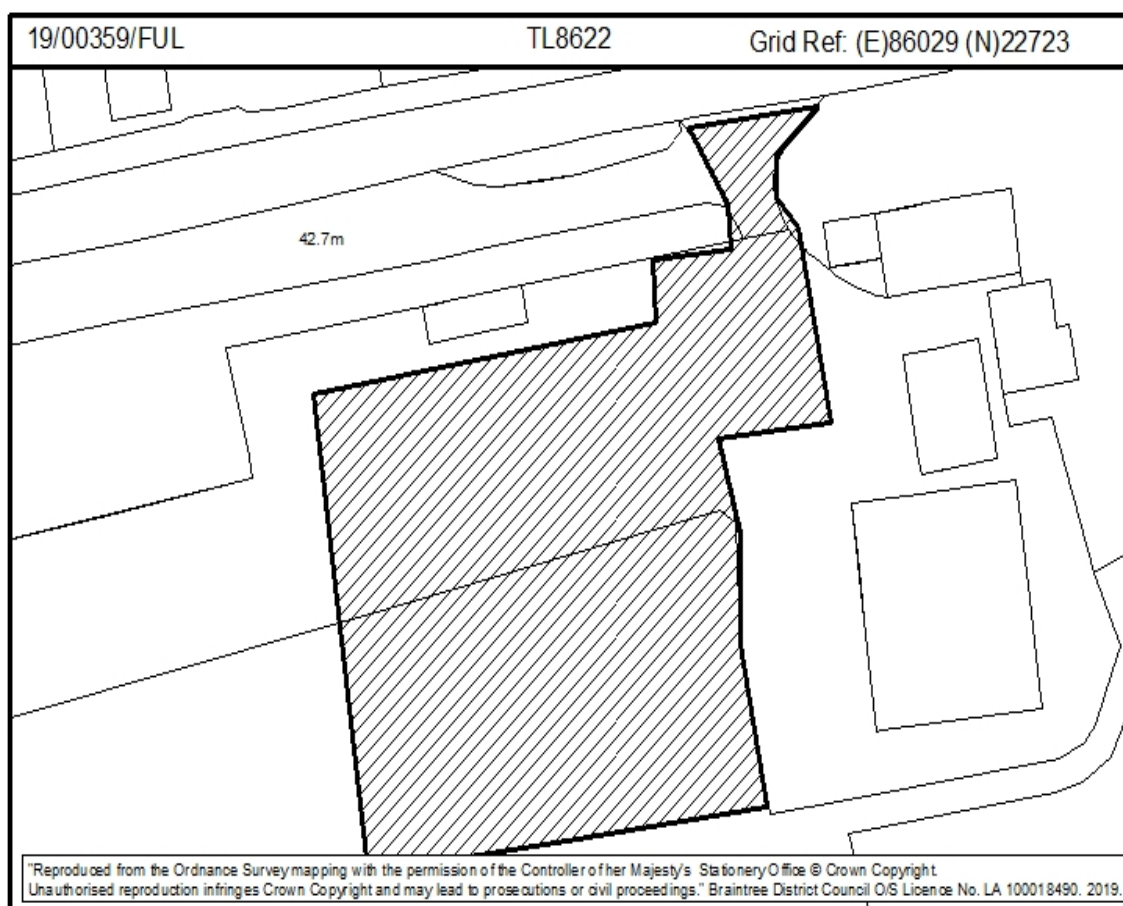 19/00359/FUL TL8622 Grid Ref: (E)86029 (N)22723
42.7m
"Reproduced from the Ordnance Survey mapping with the permission of the Controller of her Majesty's Stationery Office © Crown Copyright.
Unauthorised reproduction infringes Crown Copyright and may lead to prosecutions or civil proceedings." Braintree District Council O/S Licence No. LA 100018490. 2019.